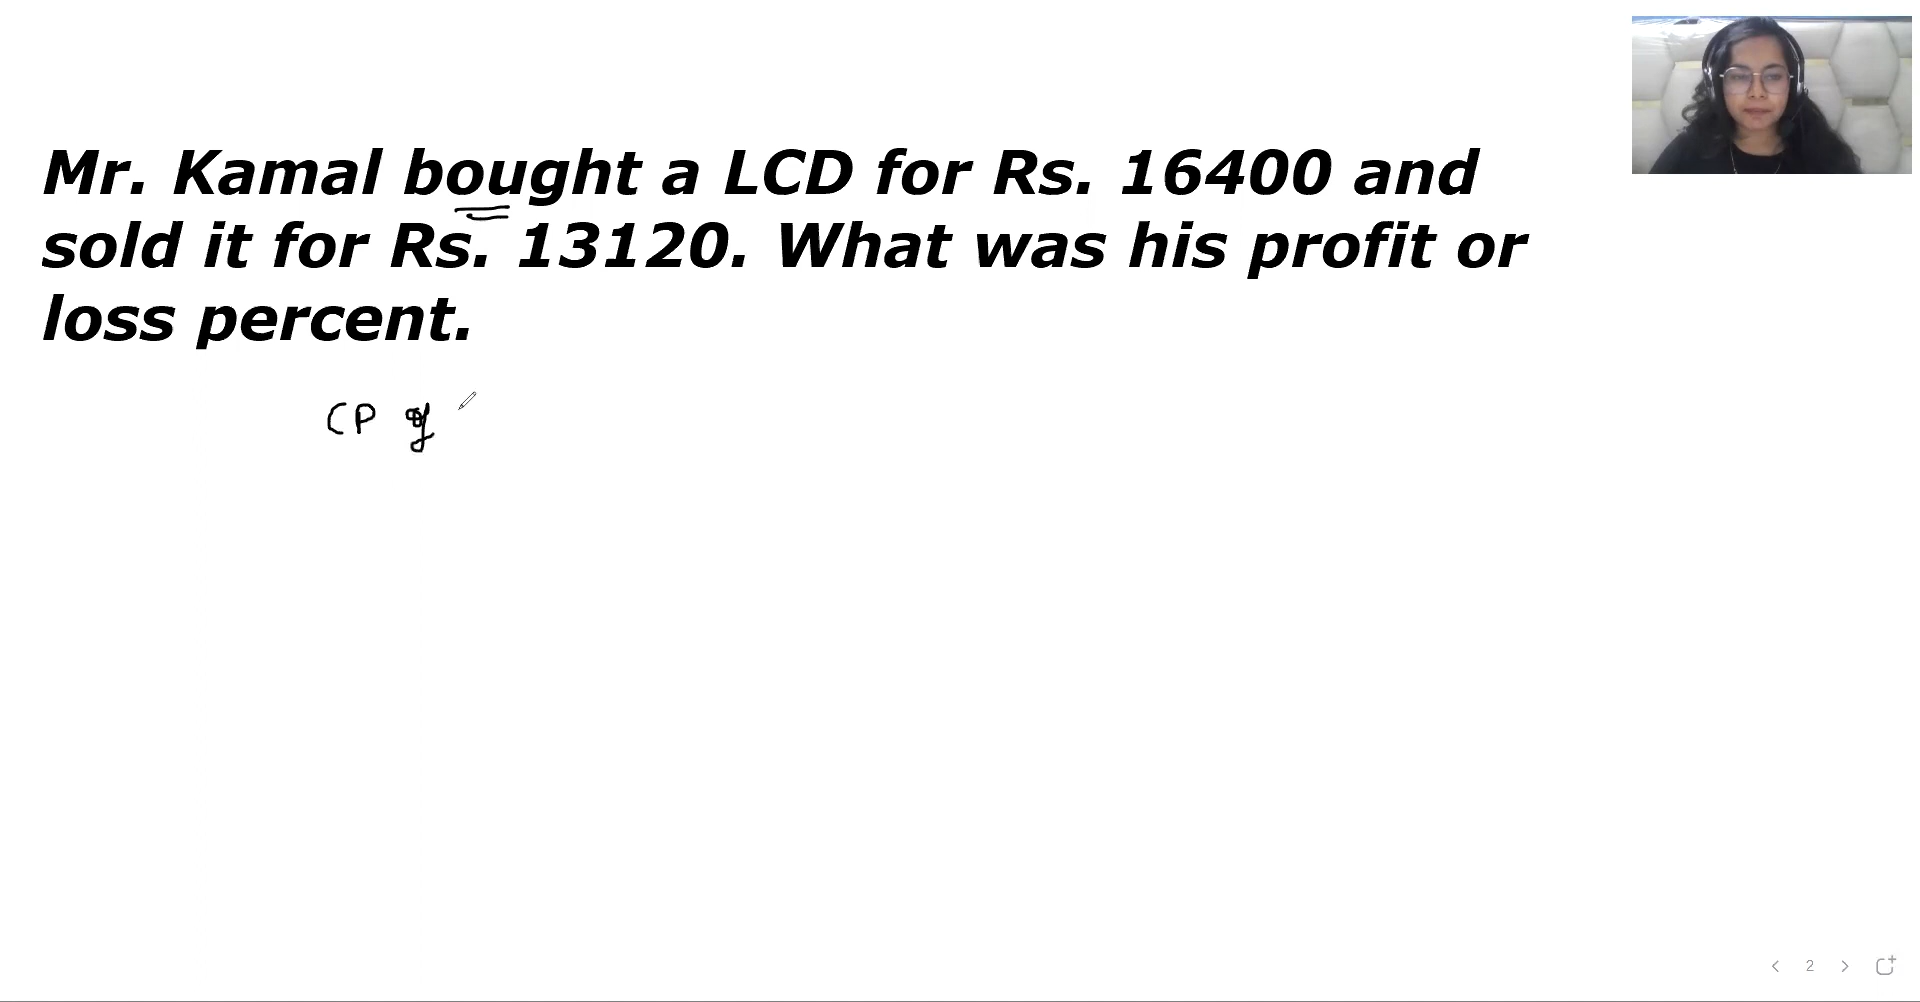 Mr. Kamal bought a LCD for Rs. 16400 and
sold it for Rs. 13120. What was his profit or
loss percent.
CP of
2